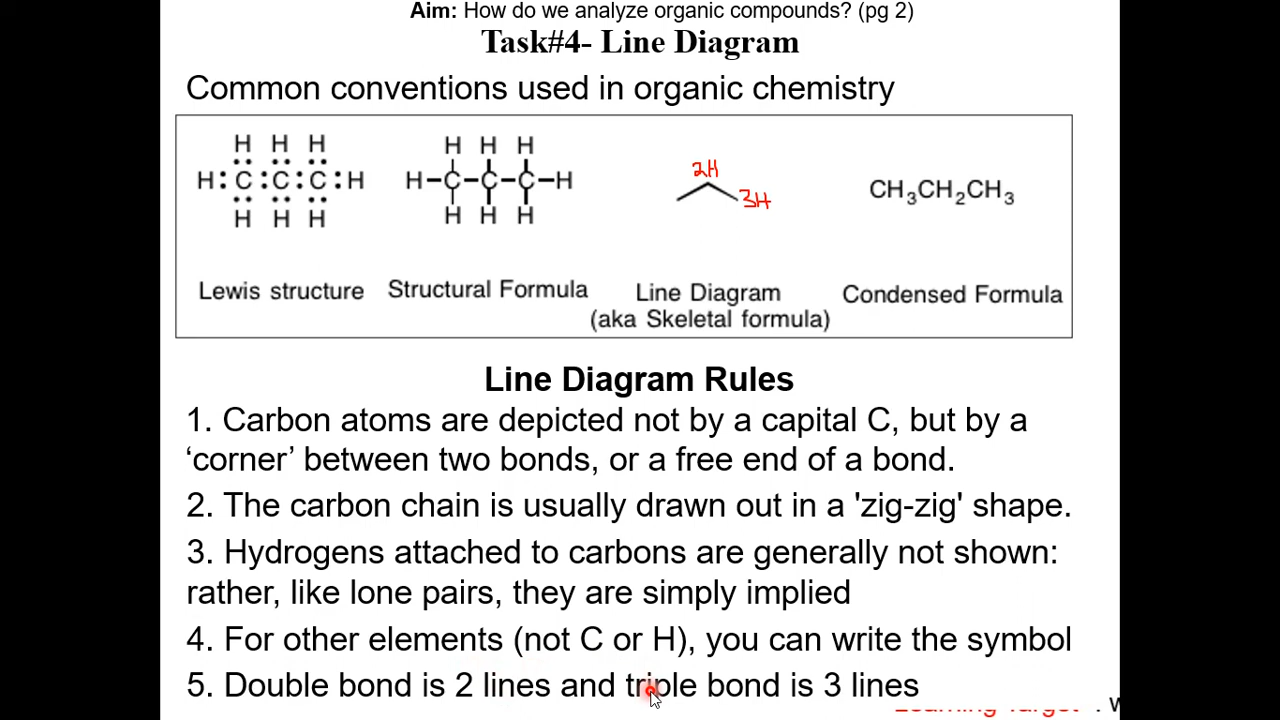 Aim: How do we analyze organic compounds? (pg 2)
Task#4- Line Diagram
Common conventions used in organic chemistry
H H H
H:C:C:C:H
H H H
Lewis structure
H H H
H-C-C-C-H
H H H
Structural Formula
2H
3H
Line Diagram
(aka Skeletal formula)
CH3CH2CH3
Condensed Formula
Line Diagram Rules
1. Carbon atoms are depicted not by a capital C, but by a
‘corner’ between two bonds, or a free end of a bond.
2. The carbon chain is usually drawn out in a 'zig-zig' shape.
3. Hydrogens attached to carbons are generally not shown:
rather, like lone pairs, they are simply implied
4. For other elements (not C or H), you can write the symbol
5. Double bond is 2 lines and triple bond is 3 lines
Learning Target